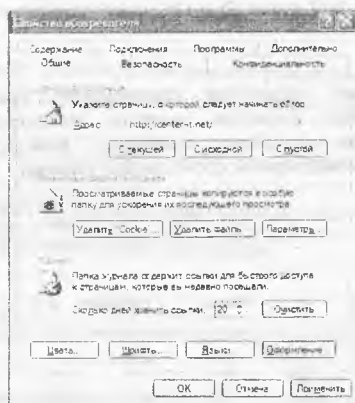 Свойства обозревателя
Содержание Подключения Программы Дополнительно
Общие Безопасность Конфиденциальность
Укажите страницу, с которой следует начинать обзор.
Адрес: http://center-t.net/
С текущей С исходной С пустой
Просматриваемые страницы копируются в особую
папку для ускорения их последующего просмотра.
Удалить "Cookie"... Удалить файлы... Параметры...
Папка журнала содержит ссылки для быстрого доступа
к страницам, которые вы недавно посещали.
Сколько дней хранить ссылки: 20 Очистить
Цвета... Шрифты... Языки... Оформление...
OK Отмена Применить